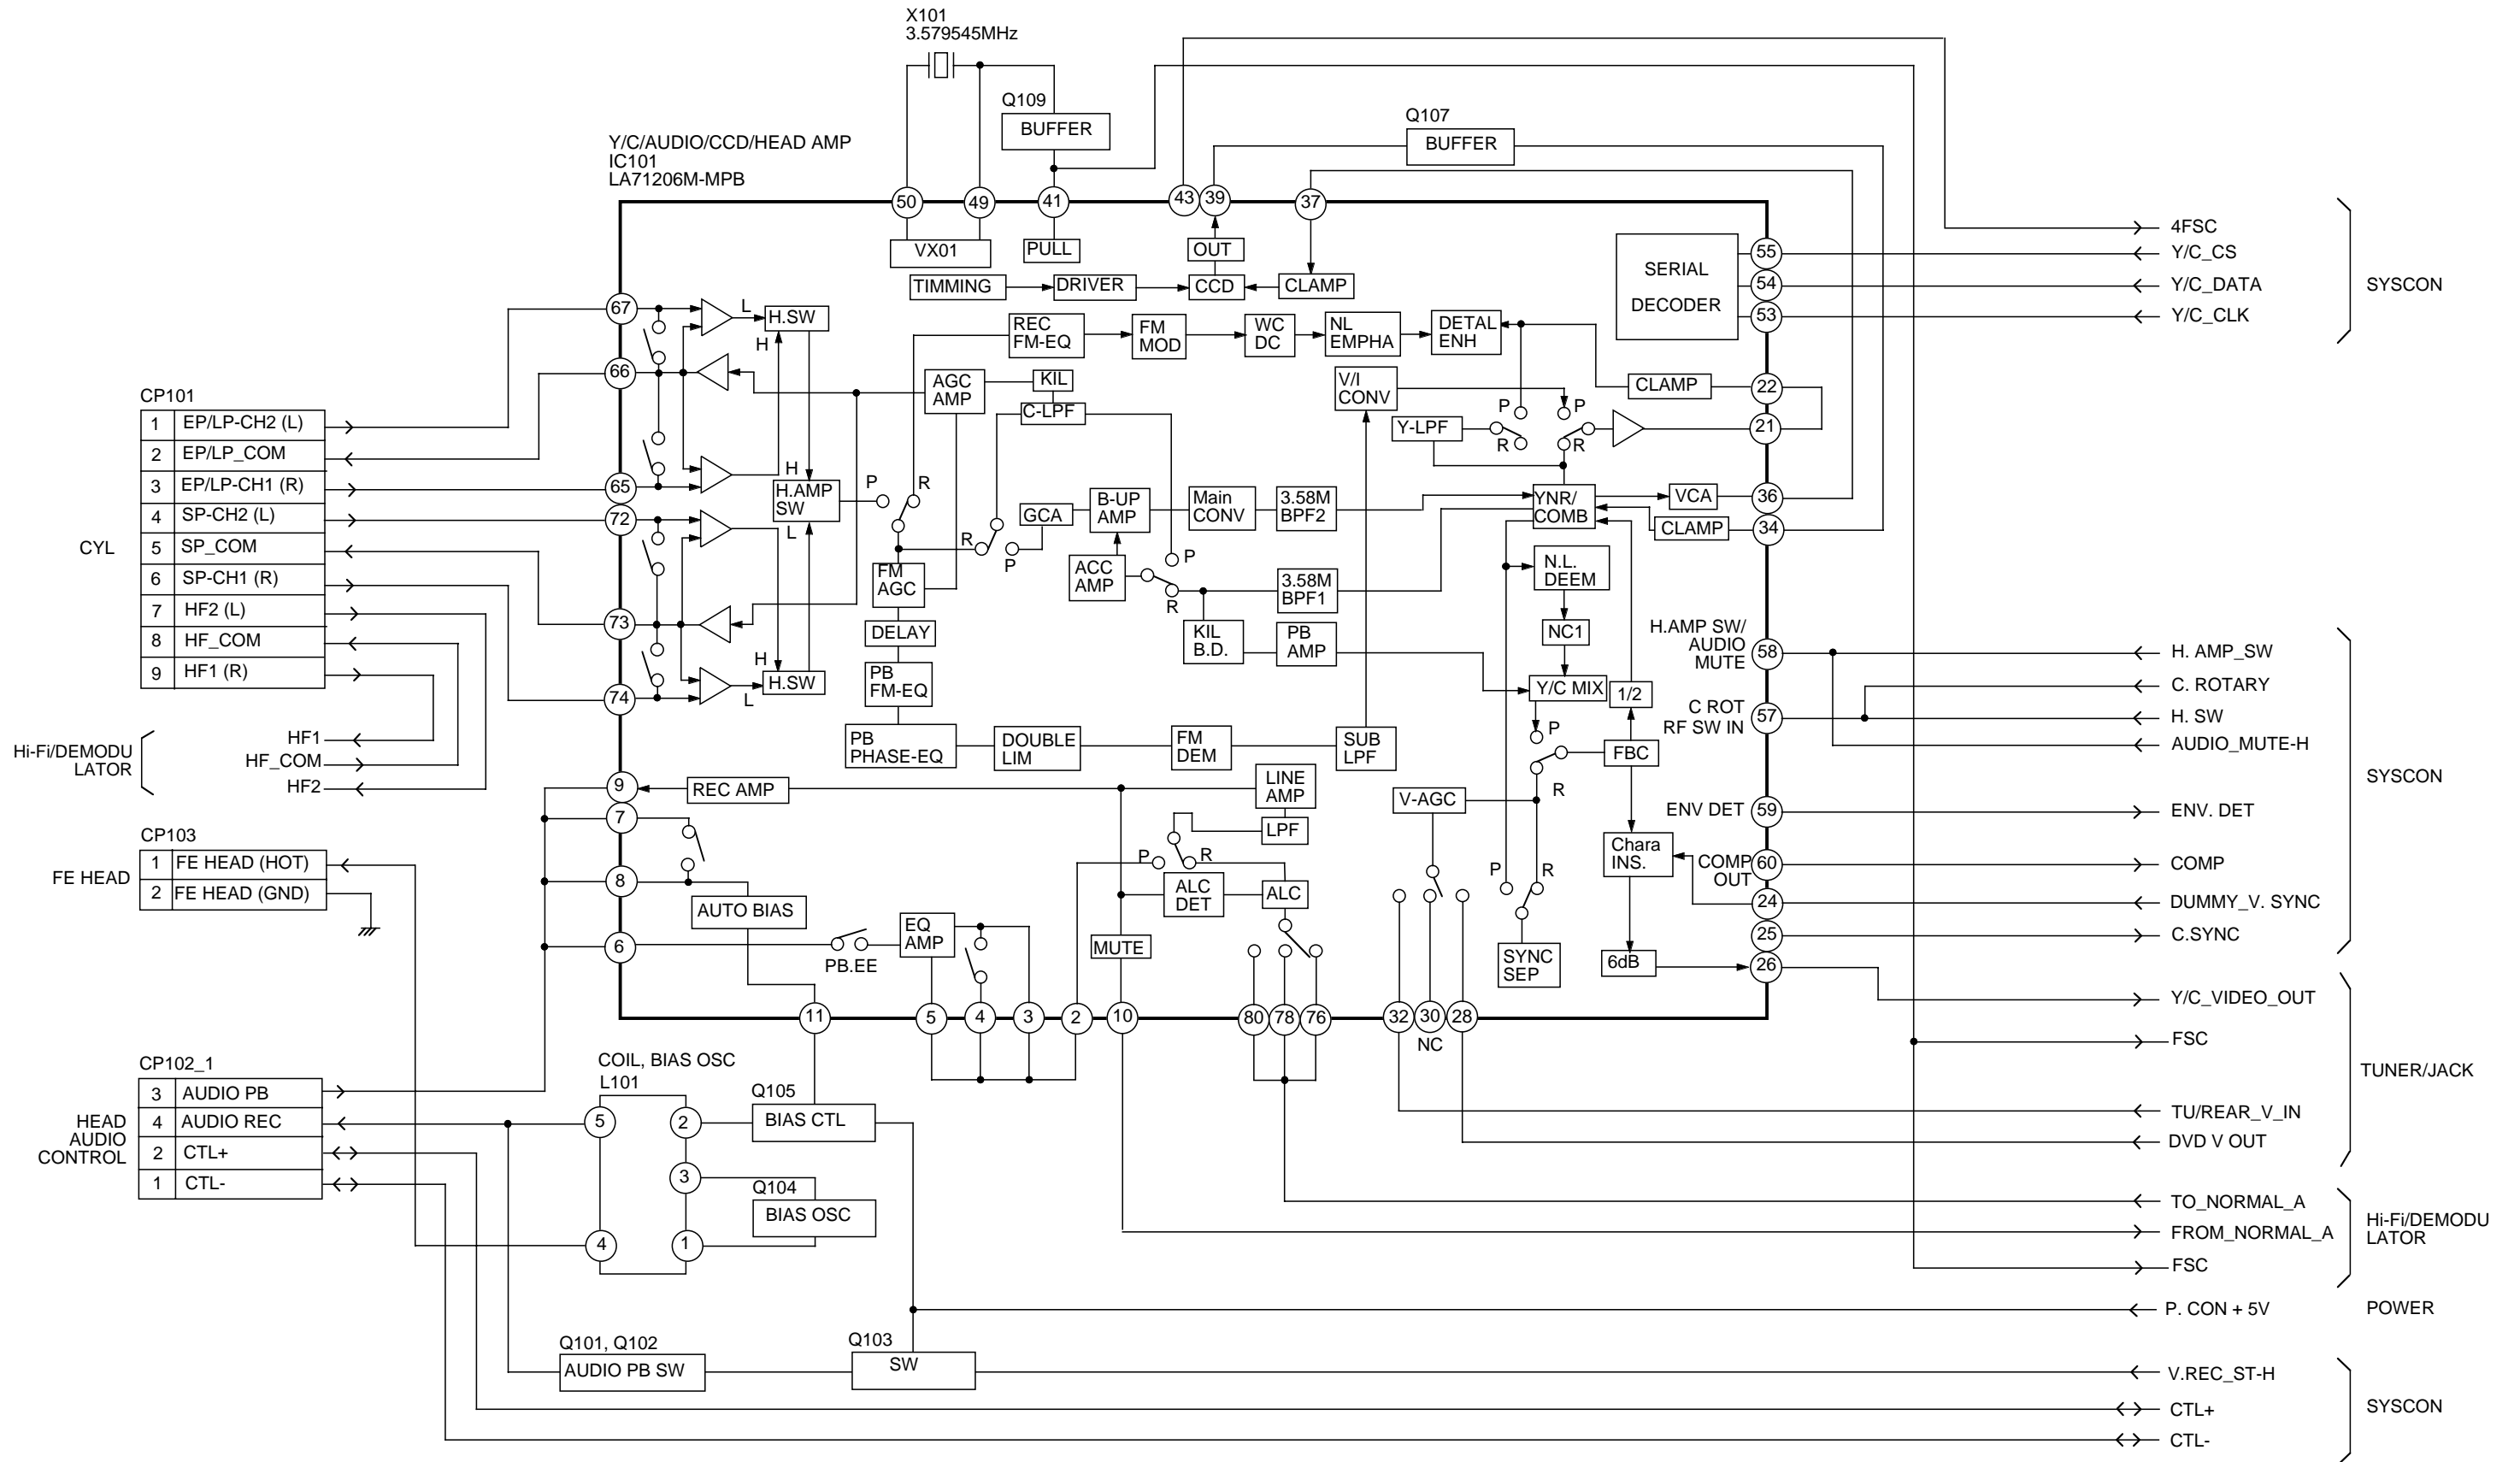 X101
3.579545MHz
Q109
BUFFER
Q107
BUFFER
Y/C/AUDIO/CCD/HEAD AMP
IC101
LA71206M-MPB
50
49
41
43
39
37
VX01
PULL
OUT
TIMMING
DRIVER
CCD
CLAMP
SERIAL
DECODER
55
54
53
4FSC
Y/C_CS
Y/C_DATA
Y/C_CLK
SYSCON
67
L
H.SW
H
REC
FM-EQ
FM
MOD
WC
DC
NL
EMPHA
DETAL
ENH
66
AGC
AMP
KIL
C-LPF
V/I
CONV
CLAMP
22
P
P
Y-LPF
R
R
21
CP101
1 EP/LP-CH2 (L)
2 EP/LP_COM
3 EP/LP-CH1 (R)
4 SP-CH2 (L)
5 SP_COM
6 SP-CH1 (R)
7 HF2 (L)
8 HF_COM
9 HF1 (R)
CYL
65
72
73
74
H
H.AMP
SW
L
P
R
H
H.SW
L
R
P
GCA
B-UP
AMP
Main
CONV
3.58M
BPF2
YNR/
COMB
VCA
36
CLAMP
34
FM
AGC
ACC
AMP
P
R
3.58M
BPF1
N.L.
DEEM
DELAY
KIL
B.D.
PB
AMP
NC1
PB
FM-EQ
Y/C MIX
1/2
PB
PHASE-EQ
DOUBLE
LIM
FM
DEM
SUB
LPF
P
R
FBC
H.AMP SW/
AUDIO
MUTE
58
C ROT
RF SW IN
57
H. AMP_SW
C. ROTARY
H. SW
AUDIO_MUTE-H
SYSCON
Hi-Fi/DEMODU
LATOR
HF1
HF_COM
HF2
9
REC AMP
LINE
AMP
LPF
V-AGC
ENV DET
59
ENV. DET
7
CP103
FE HEAD
1 FE HEAD (HOT)
2 FE HEAD (GND)
8
AUTO BIAS
P
R
ALC
DET
ALC
P
R
Chara
INS.
COMP
OUT
60
COMP
24
DUMMY_V. SYNC
25
C.SYNC
6
PB.EE
EQ
AMP
MUTE
SYNC
SEP
6dB
26
Y/C_VIDEO_OUT
11
5
4
3
2
10
80
78
76
32
30
28
NC
FSC
TUNER/JACK
TU/REAR_V_IN
DVD V OUT
CP102_1
HEAD
AUDIO
CONTROL
3 AUDIO PB
4 AUDIO REC
2 CTL+
1 CTL-
COIL, BIAS OSC
L101
5
2
3
4
1
Q105
BIAS CTL
Q104
BIAS OSC
TO_NORMAL_A
FROM_NORMAL_A
FSC
Hi-Fi/DEMODU
LATOR
P. CON + 5V
POWER
Q101, Q102
AUDIO PB SW
Q103
SW
V.REC_ST-H
CTL+
CTL-
SYSCON